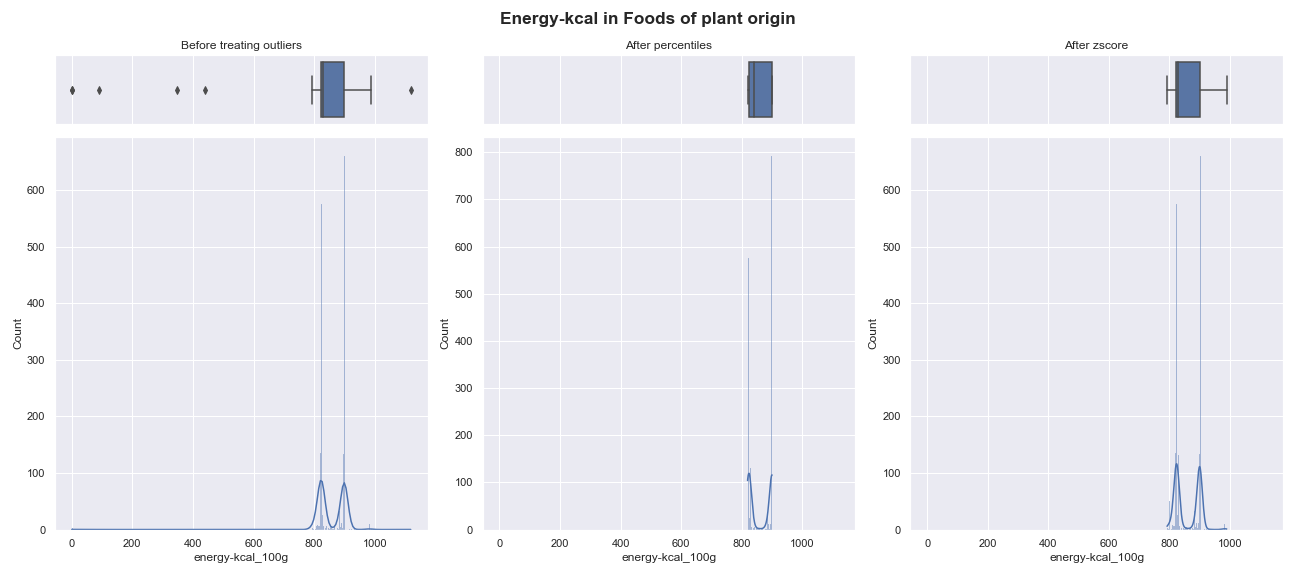 Energy-kcal in Foods of plant origin
Before treating outliers
After percentiles
After zscore
Count
600
500
400
300
200
100
0
0 200 400 600 800 1000
energy-kcal_100g
Count
800
700
600
500
400
300
200
100
0
0 200 400 600 800 1000
energy-kcal_100g
Count
600
500
400
300
200
100
0
0 200 400 600 800 1000
energy-kcal_100g